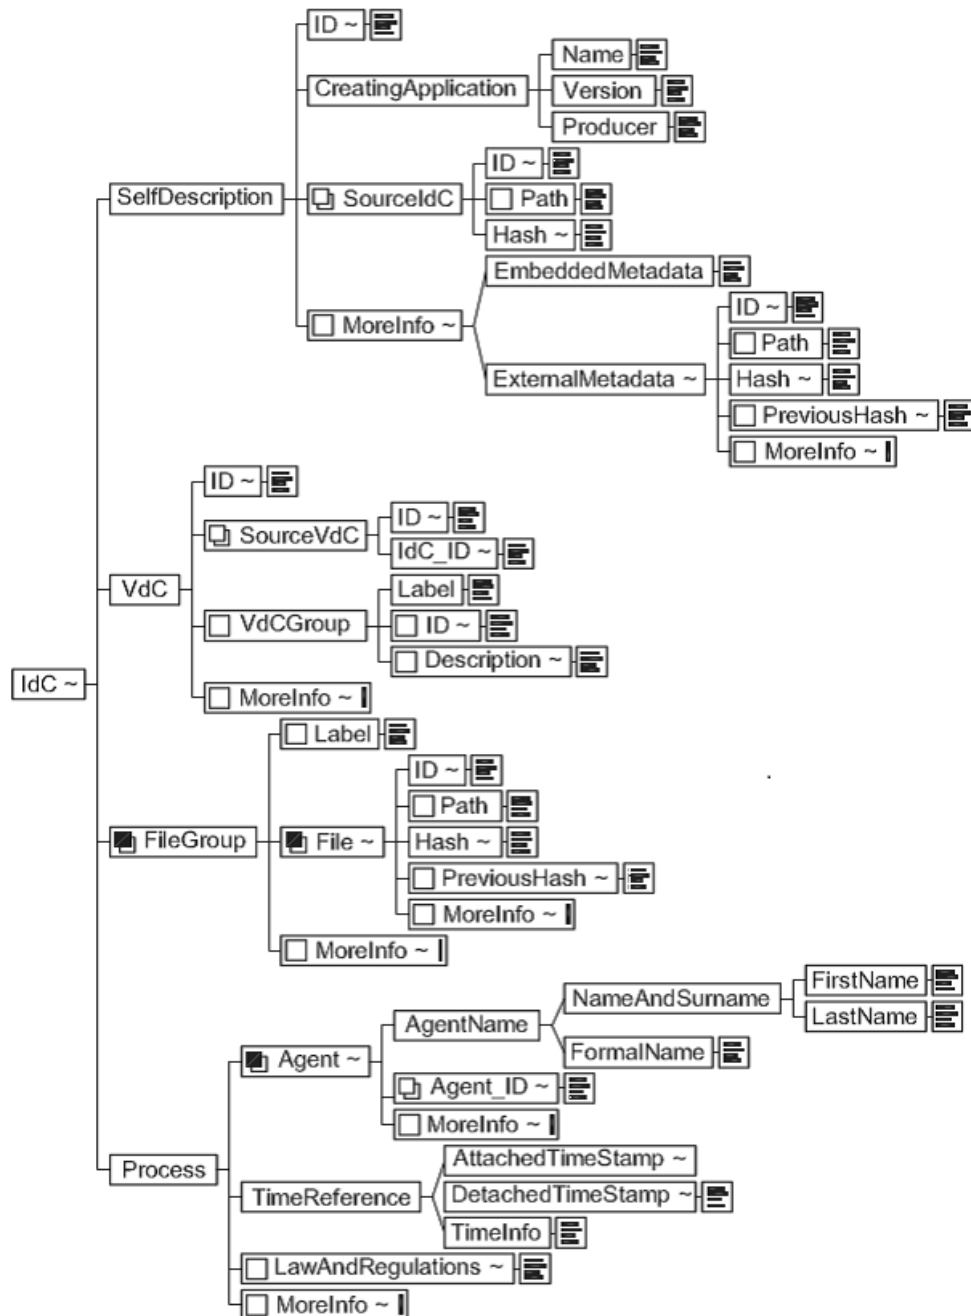 ID ~
CreatingApplication
Name
Version
Producer
SelfDescription
SourceIdC
ID ~
Path
Hash ~
MoreInfo ~
EmbeddedMetadata
ExternalMetadata ~
ID ~
Path
Hash ~
PreviousHash ~
MoreInfo ~
VdC
ID ~
SourceVdC
ID ~
IdC_ID ~
VdCGroup
Label
ID ~
Description ~
MoreInfo ~
IdC ~
FileGroup
Label
File ~
ID ~
Path
Hash ~
PreviousHash ~
MoreInfo ~
MoreInfo ~
Process
Agent ~
AgentName
NameAndSurname
FirstName
LastName
FormalName
Agent_ID ~
MoreInfo ~
TimeReference
AttachedTimeStamp ~
DetachedTimeStamp ~
TimeInfo
LawAndRegulations ~
MoreInfo ~